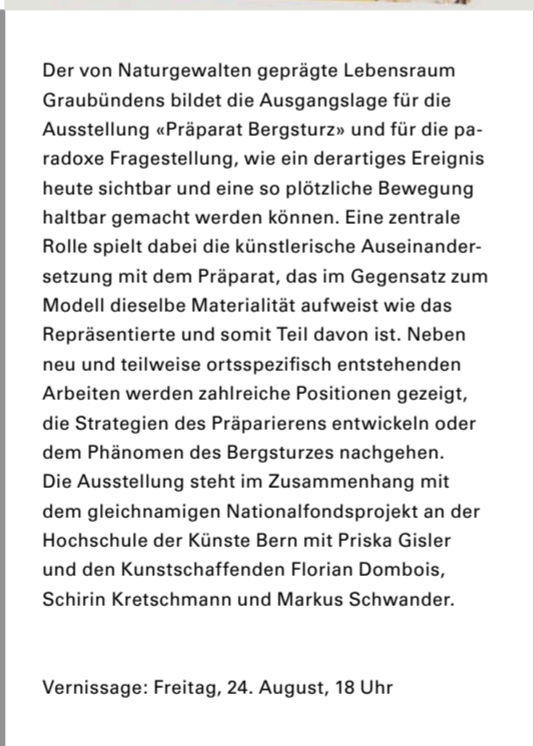 Der von Naturgewalten geprägte Lebensraum
Graubündens bildet die Ausgangslage für die
Ausstellung «Präparat Bergsturz» und für die pa-
radoxe Fragestellung, wie ein derartiges Ereignis
heute sichtbar und eine so plötzliche Bewegung
haltbar gemacht werden können. Eine zentrale
Rolle spielt dabei die künstlerische Auseinander-
setzung mit dem Präparat, das im Gegensatz zum
Modell dieselbe Materialität aufweist wie das
Repräsentierte und somit Teil davon ist. Neben
neu und teilweise ortsspezifisch entstehenden
Arbeiten werden zahlreiche Positionen gezeigt,
die Strategien des Präparierens entwickeln oder
dem Phänomen des Bergsturzes nachgehen.
Die Ausstellung steht im Zusammenhang mit
dem gleichnamigen Nationalfondsprojekt an der
Hochschule der Künste Bern mit Priska Gisler
und den Kunstschaffenden Florian Dombois,
Schirin Kretschmann und Markus Schwander.
Vernissage: Freitag, 24. August, 18 Uhr